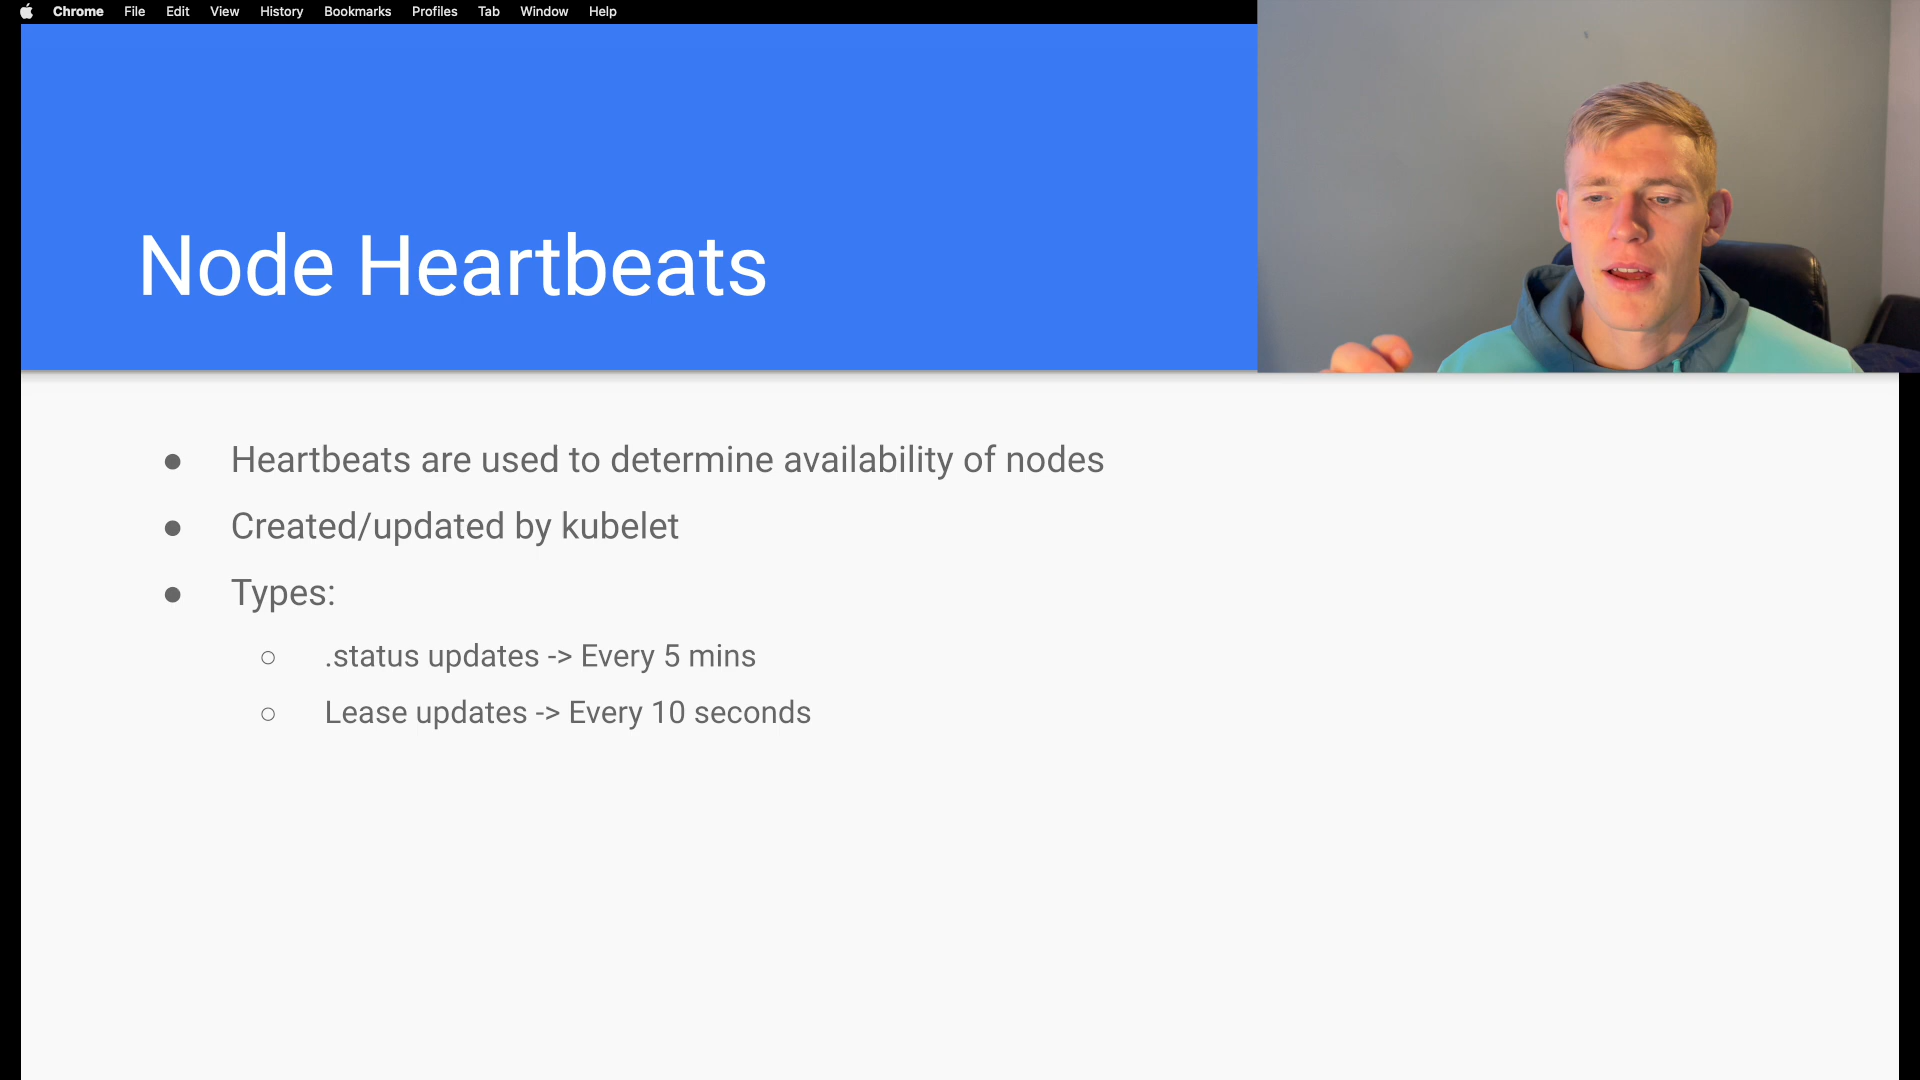 Chrome File Edit View History Bookmarks Profiles Tab Window Help
Node Heartbeats
● Heartbeats are used to determine availability of nodes
● Created/updated by kubelet
● Types:
○ .status updates -> Every 5 mins
○ Lease updates -> Every 10 seconds